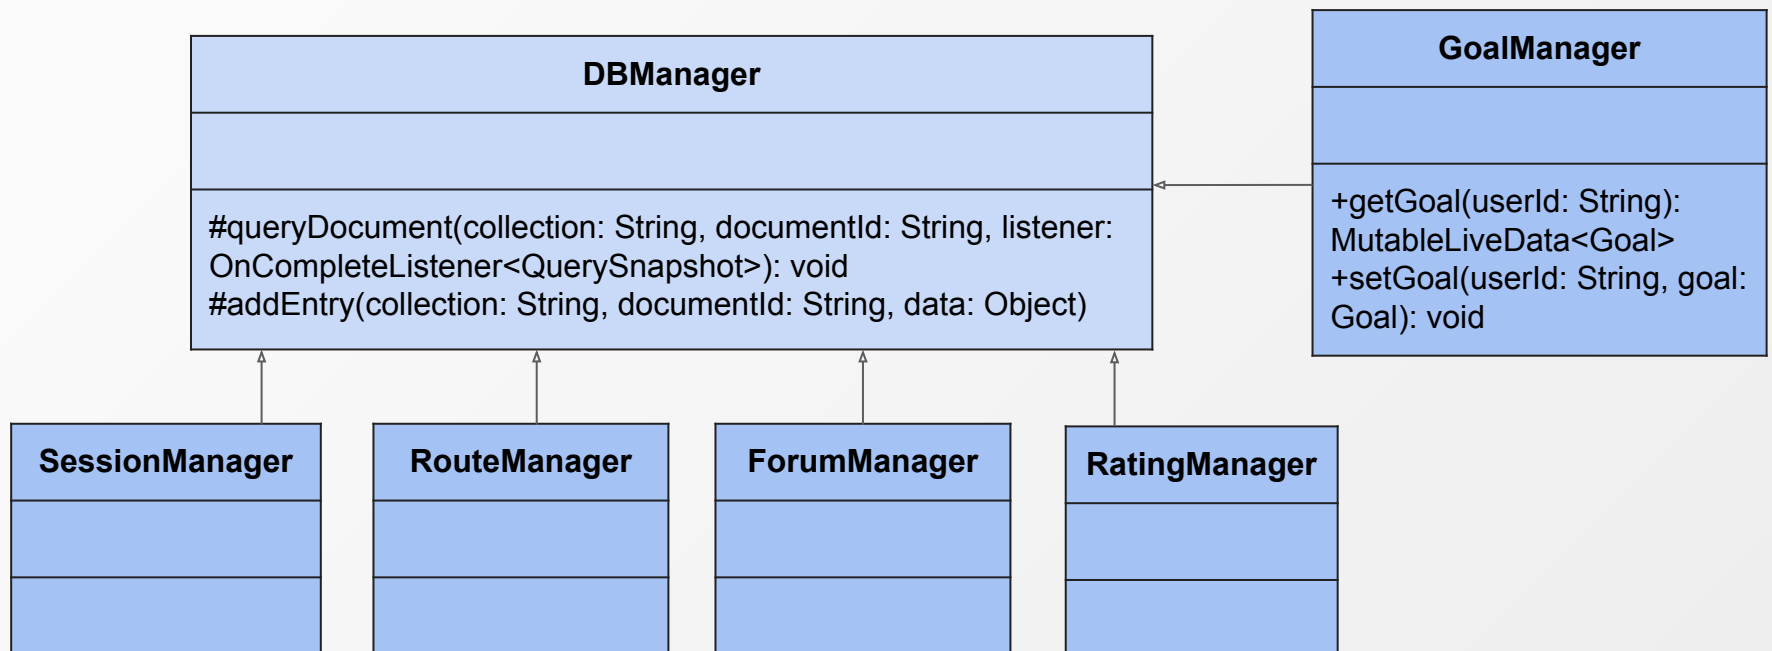 DBManager
#queryDocument(collection: String, documentId: String, listener:
OnCompleteListener<QuerySnapshot>): void
#addEntry(collection: String, documentId: String, data: Object)
GoalManager
+getGoal(userId: String):
MutableLiveData<Goal>
+setGoal(userId: String, goal:
Goal): void
SessionManager
RouteManager
ForumManager
RatingManager